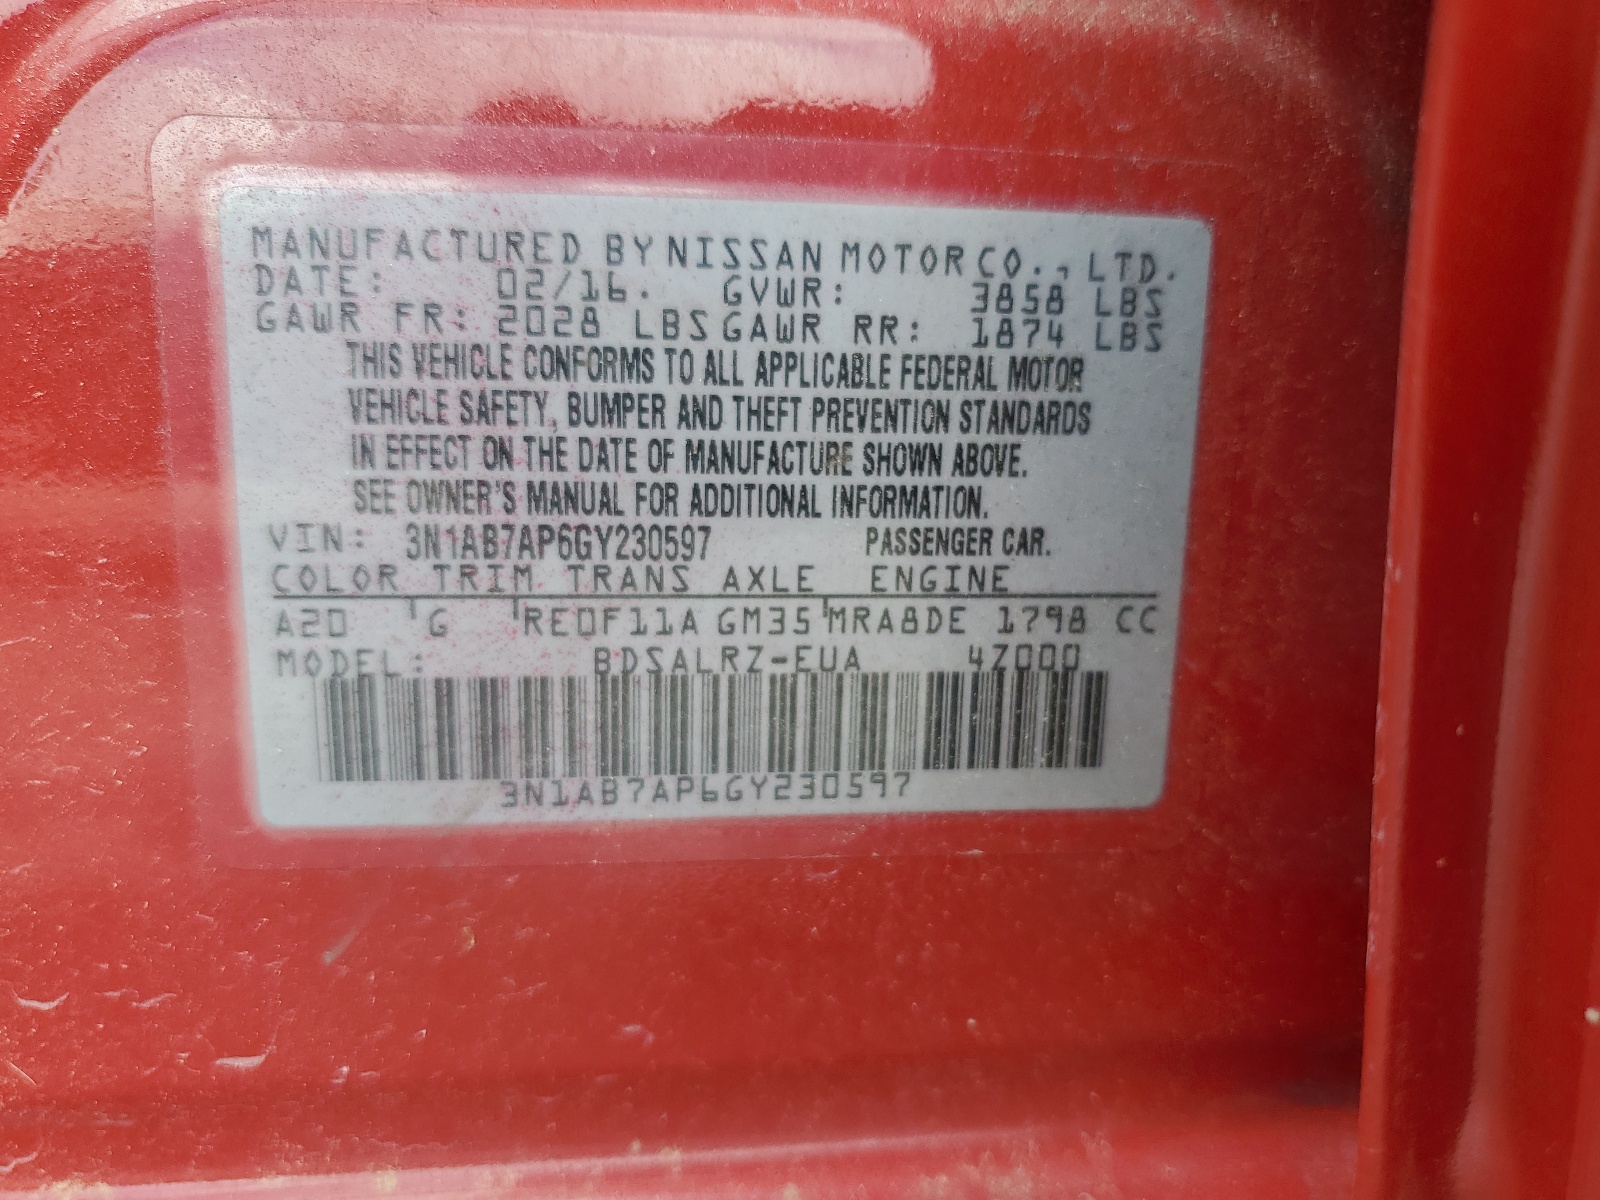 MANUFACTURED BY NISSAN MOTOR CO., LTD.
DATE: 02/16. GVWR: 3858 LBS
GAWR FR: 2028 LBS GAWR RR: 1874 LBS
THIS VEHICLE CONFORMS TO ALL APPLICABLE FEDERAL MOTOR
VEHICLE SAFETY, BUMPER AND THEFT PREVENTION STANDARDS
IN EFFECT ON THE DATE OF MANUFACTURE SHOWN ABOVE.
SEE OWNER'S MANUAL FOR ADDITIONAL INFORMATION.
VIN: 3N1AB7AP6GY230597 PASSENGER CAR.
COLOR TRIM TRANS AXLE ENGINE
A20 G RE0F11A GM35 MRA8DE 1798 CC
MODEL: BDSALRZ-EUA 4Z000
3N1AB7AP6GY230597